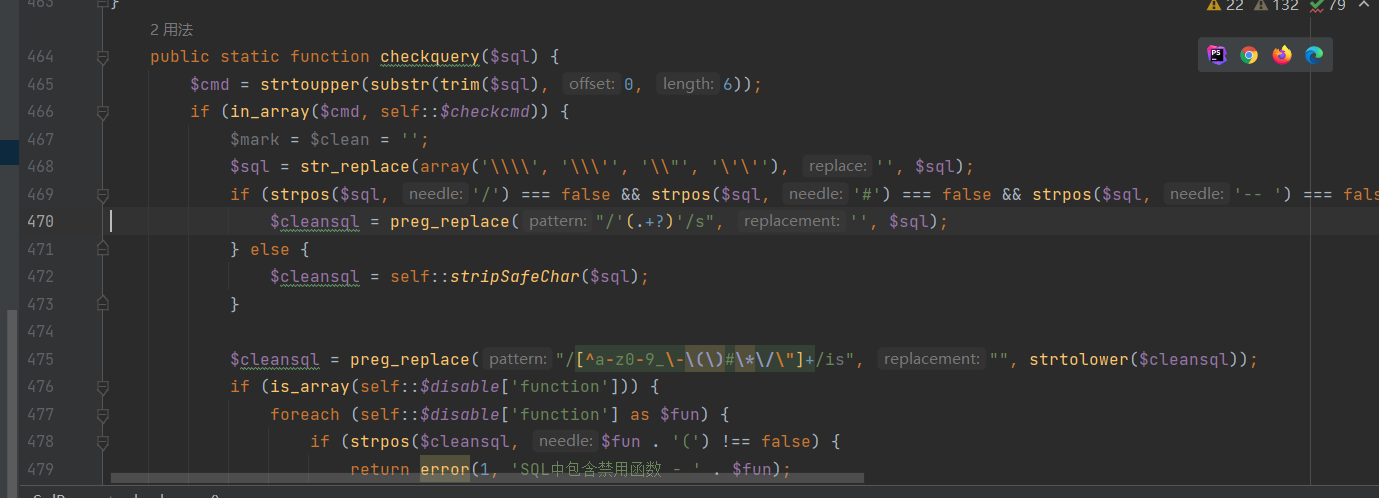 463 }
22 132 79
2 用法
464 public static function checkquery($sql) {
465 $cmd = strtoupper(substr(trim($sql), offset: 0, length: 6));
466 if (in_array($cmd, self::$checkcmd)) {
467 $mark = $clean = '';
468 $sql = str_replace(array('\\\\', '\\\'', '\\"', '\'\''), replace: '', $sql);
469 if (strpos($sql, needle: '/') === false && strpos($sql, needle: '#') === false && strpos($sql, needle: '-- ') === fals
470 $cleansql = preg_replace( pattern: "/'(.+?)'/s", replacement: '', $sql);
471 } else {
472 $cleansql = self::stripSafeChar($sql);
473 }
474
475 $cleansql = preg_replace( pattern: "/[^a-z0-9_\-\(\)#\*\/\"]+/is", replacement: "", strtolower($cleansql));
476 if (is_array(self::$disable['function'])) {
477 foreach (self::$disable['function'] as $fun) {
478 if (strpos($cleansql, needle: $fun . '(') !== false) {
479 return error(1, 'SQL中包含禁用函数 - ' . $fun);